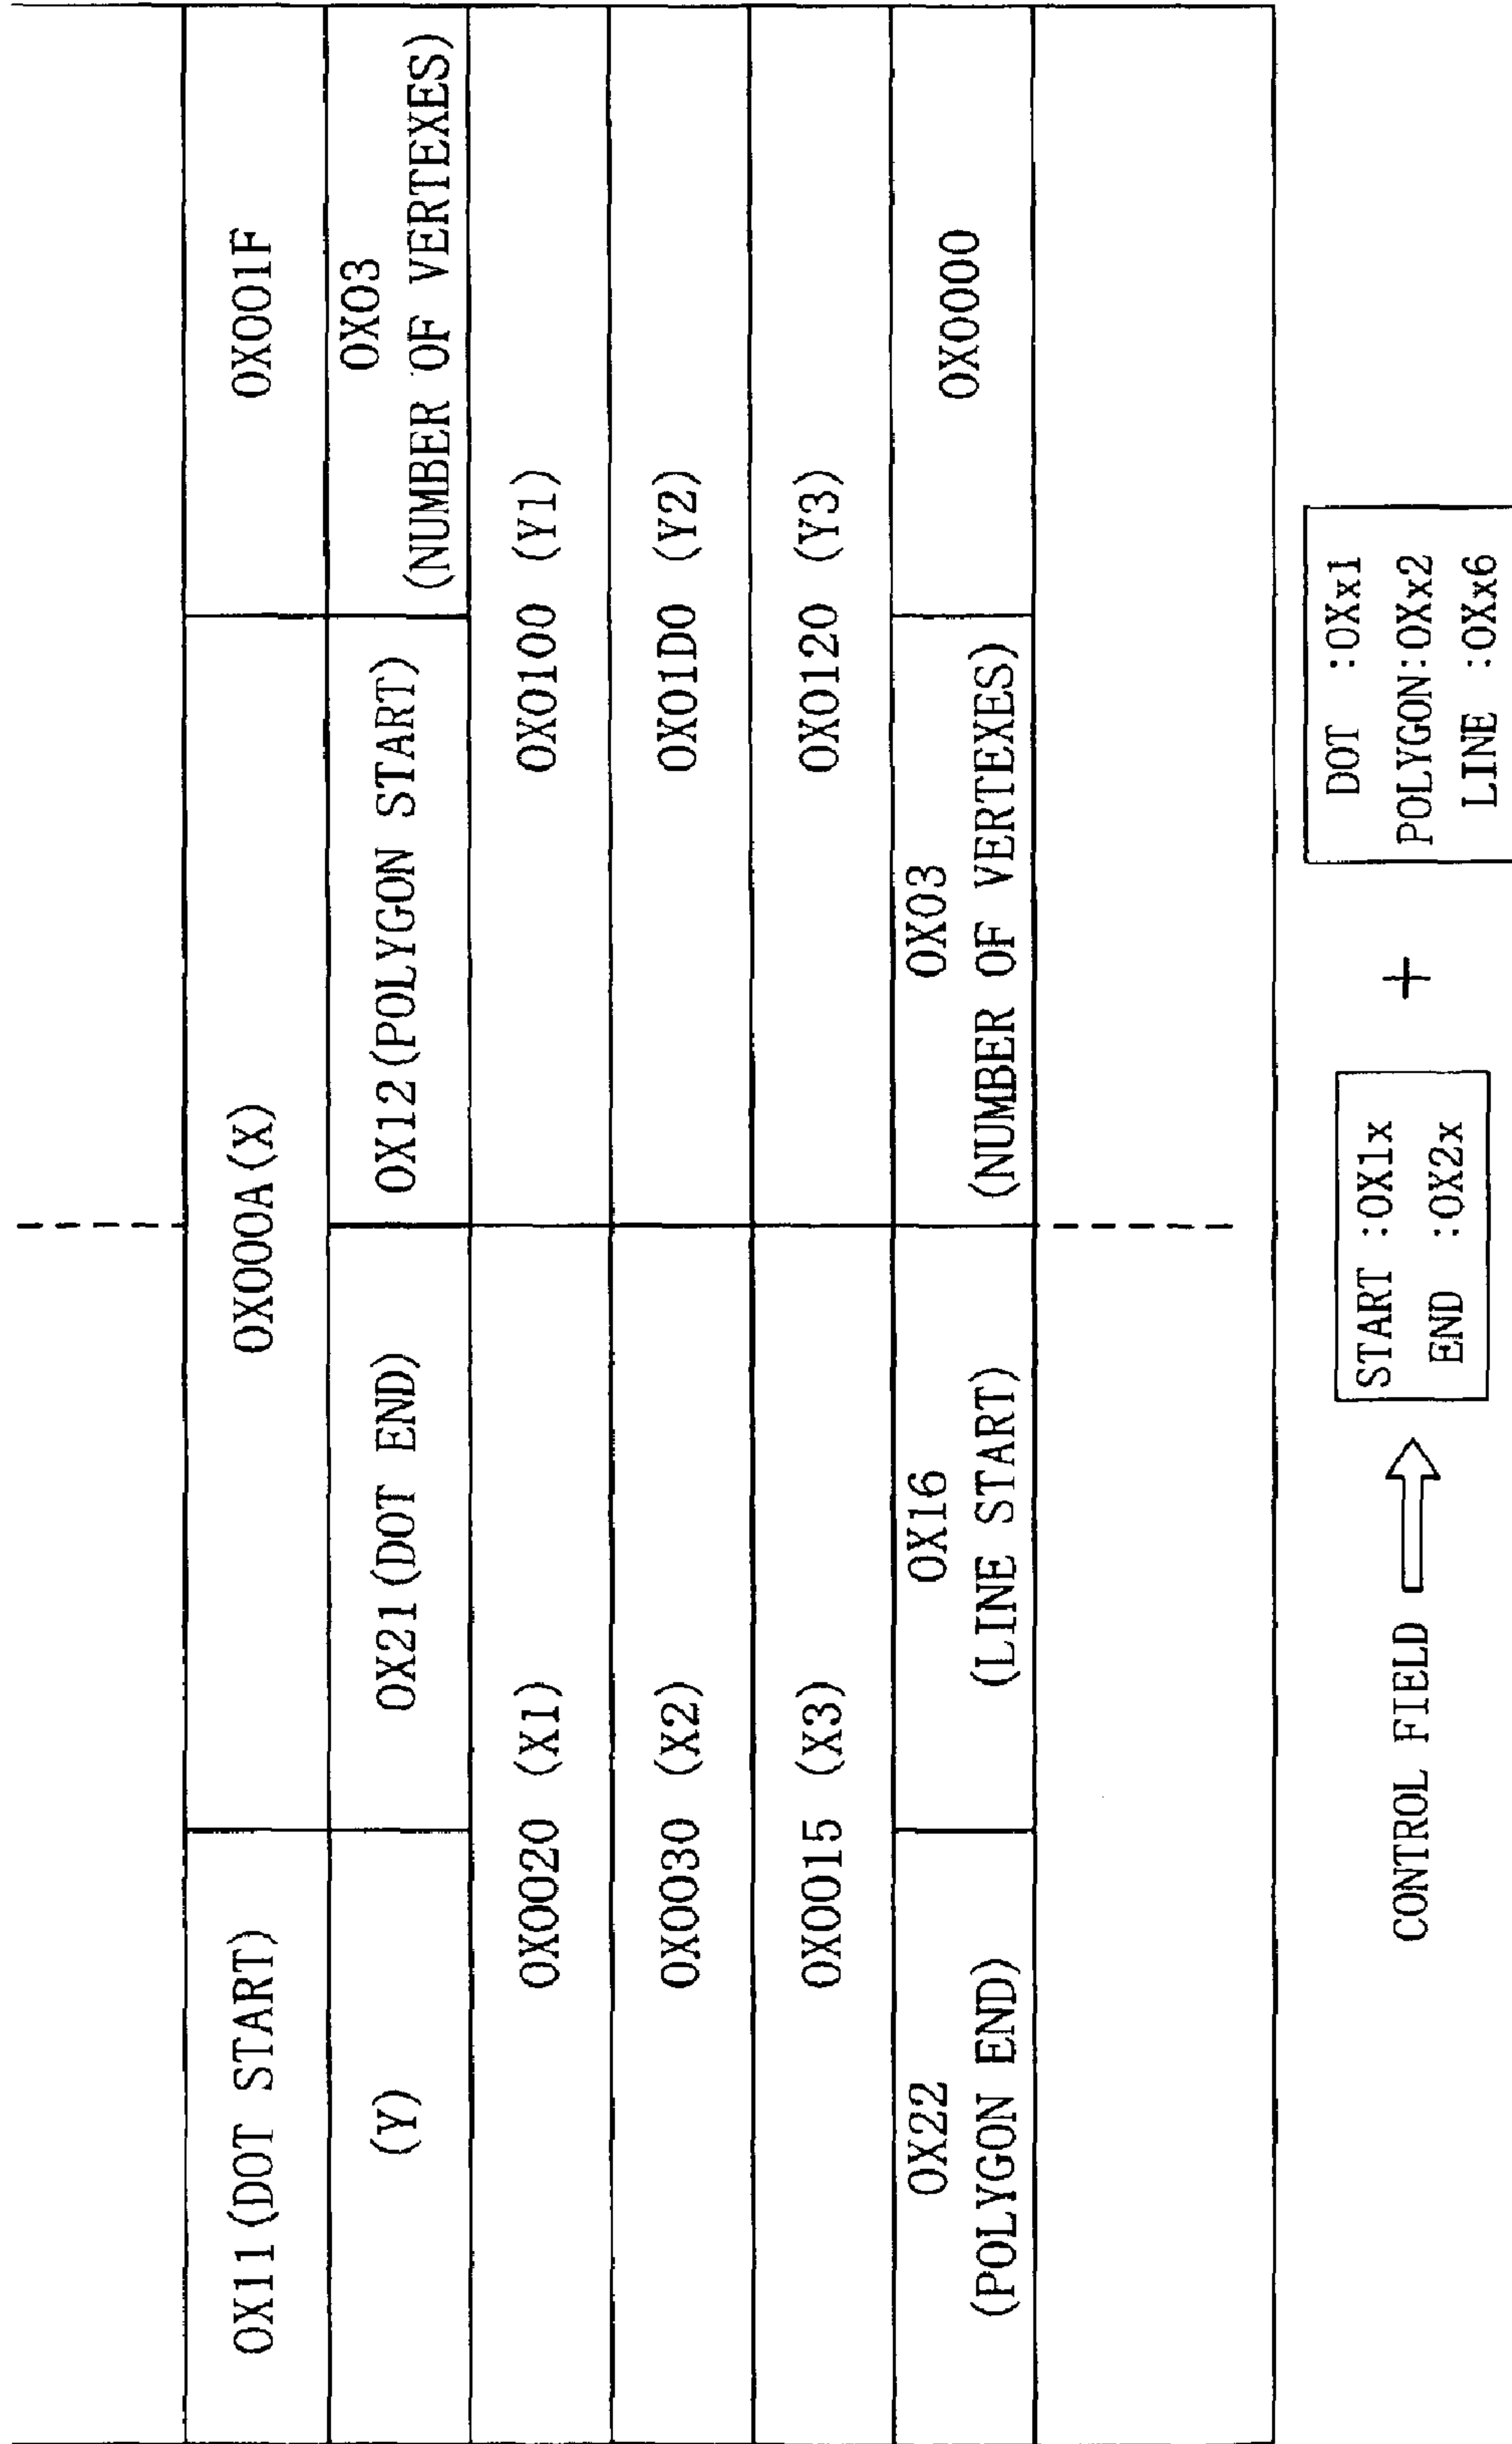 0X11(DOT START)
0X000A(X)
0X001F
(Y)
0X21(DOT END)
0X12(POLYGON START)
0X03
(NUMBER OF VERTEXES)
0X0020 (X1)
0X0100 (Y1)
0X0030 (X2)
0X01D0 (Y2)
0X0015 (X3)
0X0120 (Y3)
0X22
(POLYGON END)
0X16
(LINE START)
0X03
(NUMBER OF VERTEXES)
0X0000
CONTROL FIELD
START :0X1x
END :0X2x
+
DOT :0Xx1
POLYGON:0Xx2
LINE :0Xx6